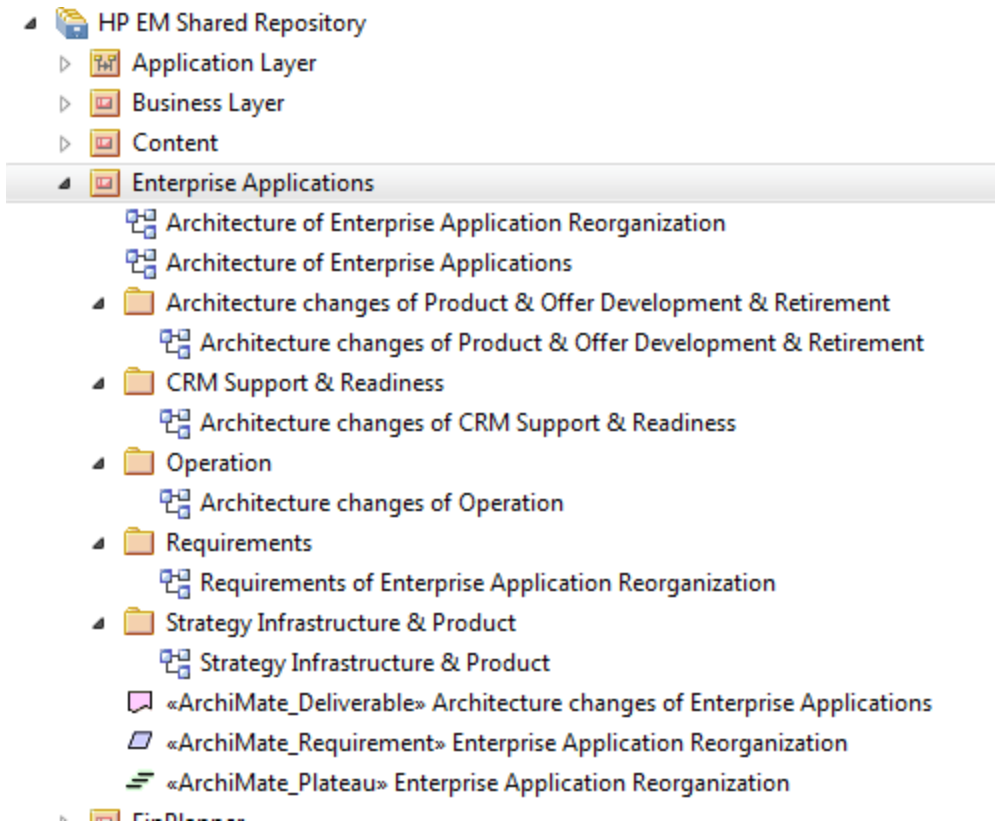 HP EM Shared Repository
Application Layer
Business Layer
Content
Enterprise Applications
Architecture of Enterprise Application Reorganization
Architecture of Enterprise Applications
Architecture changes of Product & Offer Development & Retirement
Architecture changes of Product & Offer Development & Retirement
CRM Support & Readiness
Architecture changes of CRM Support & Readiness
Operation
Architecture changes of Operation
Requirements
Requirements of Enterprise Application Reorganization
Strategy Infrastructure & Product
Strategy Infrastructure & Product
«ArchiMate_Deliverable» Architecture changes of Enterprise Applications
«ArchiMate_Requirement» Enterprise Application Reorganization
«ArchiMate_Plateau» Enterprise Application Reorganization